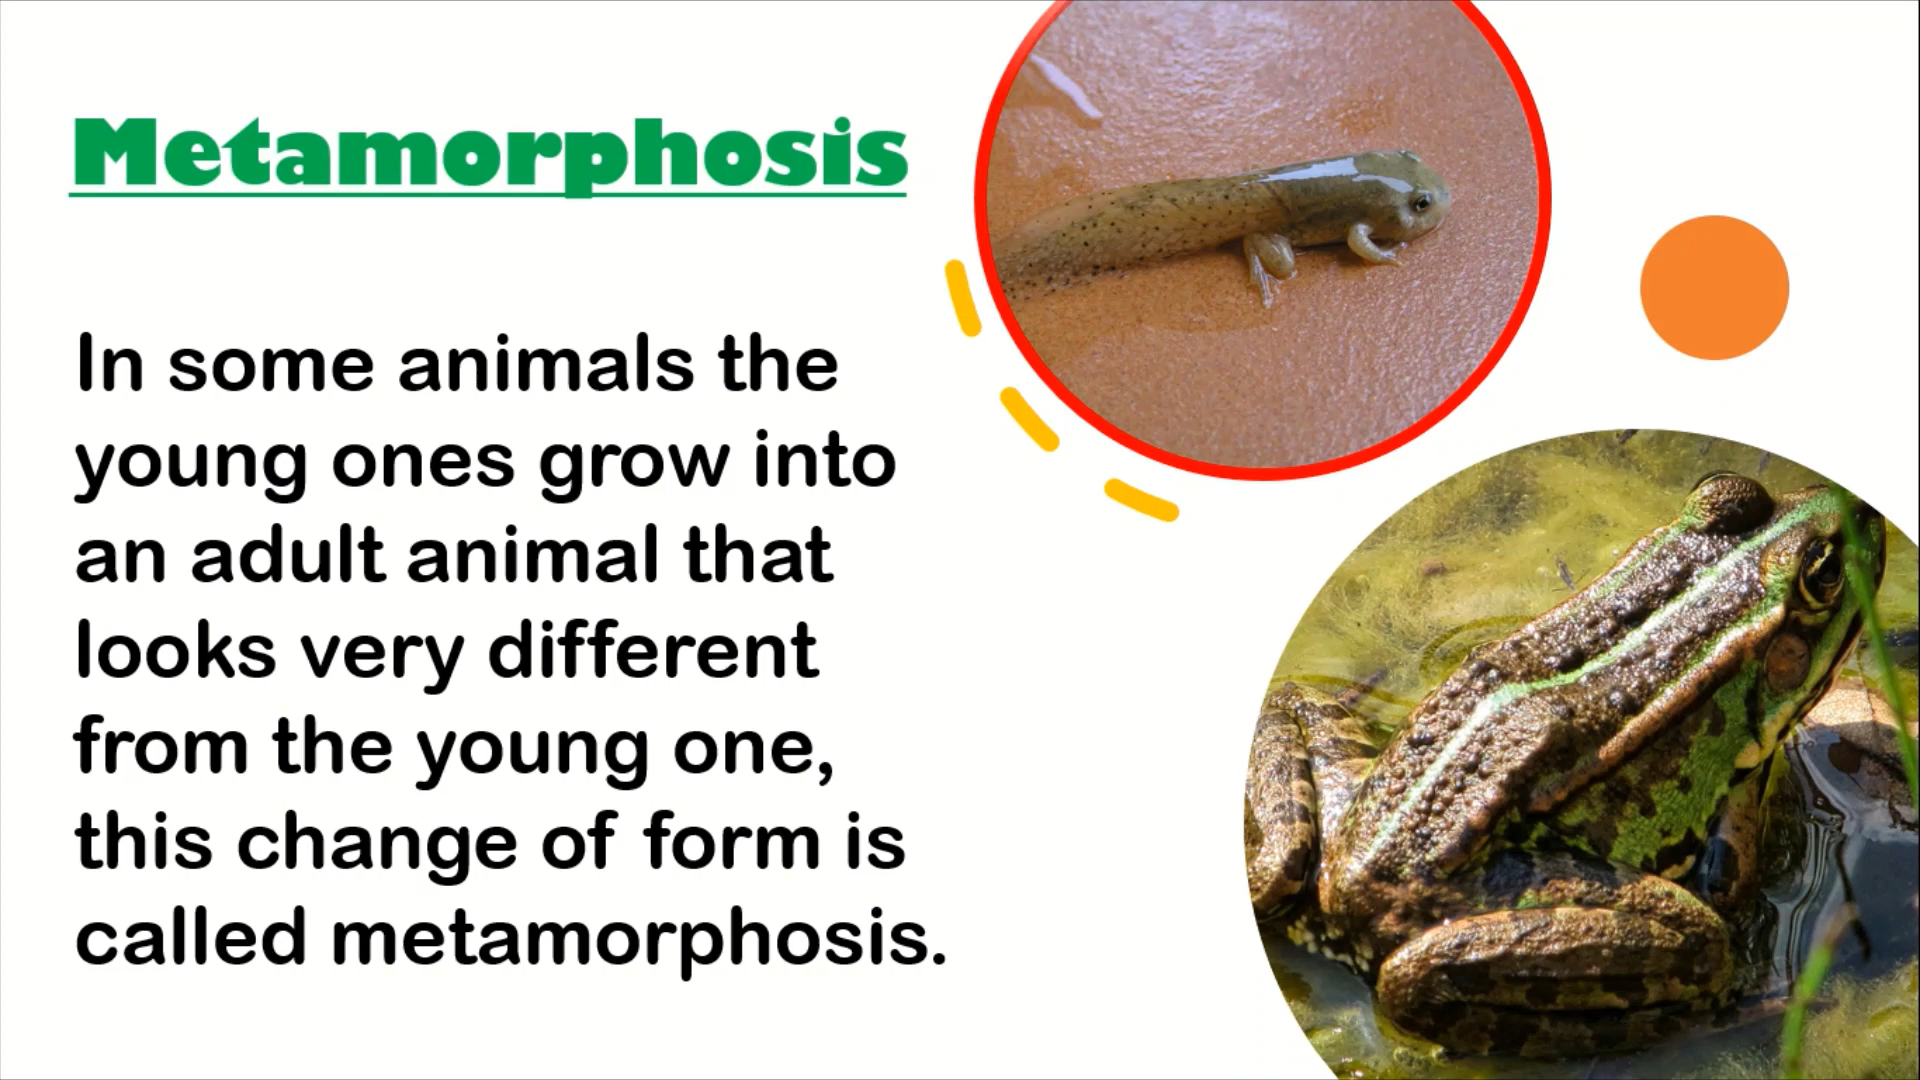 Metamorphosis
In some animals the
young ones grow into
an adult animal that
looks very different
from the young one,
this change of form is
called metamorphosis.